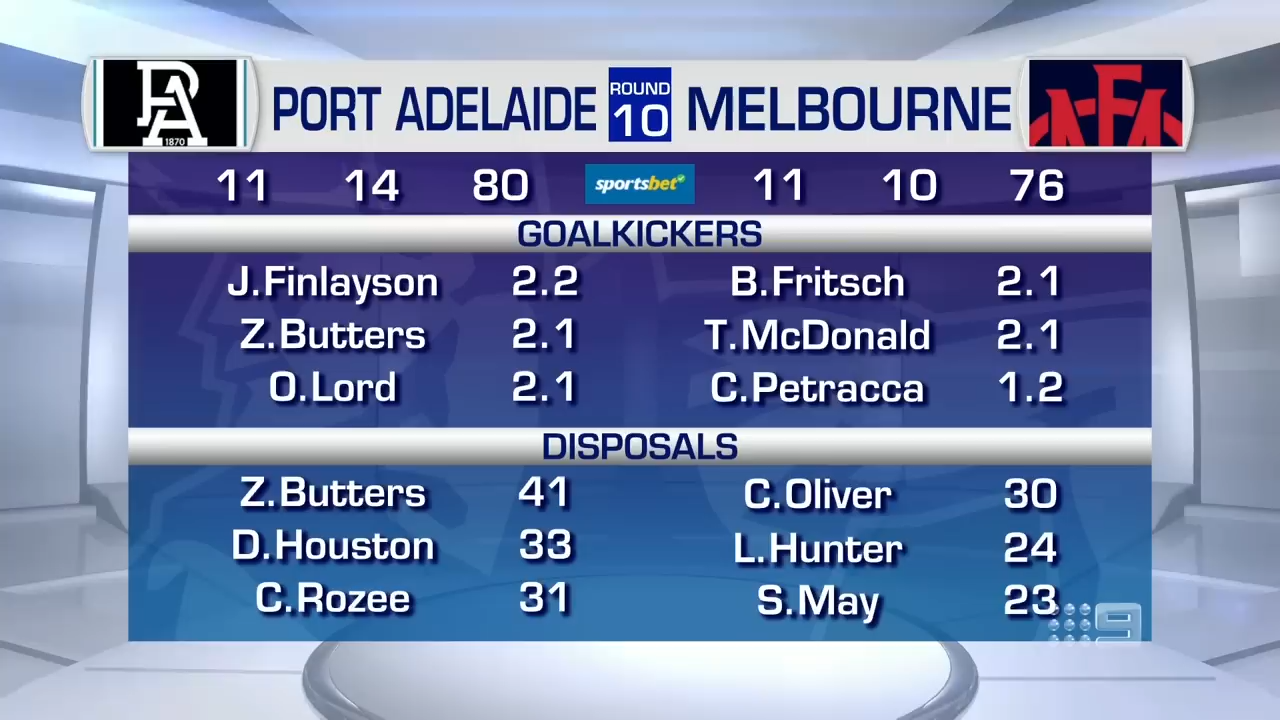 PA
1870
PORT ADELAIDE
ROUND
10
MELBOURNE
11 14 80 sportsbet 11 10 76
GOALKICKERS
J.Finlayson 2.2 B.Fritsch 2.1
Z.Butters 2.1 T.McDonald 2.1
O.Lord 2.1 C.Petracca 1.2
DISPOSALS
Z.Butters 41 C.Oliver 30
D.Houston 33 L.Hunter 24
C.Rozee 31 S.May 23
9